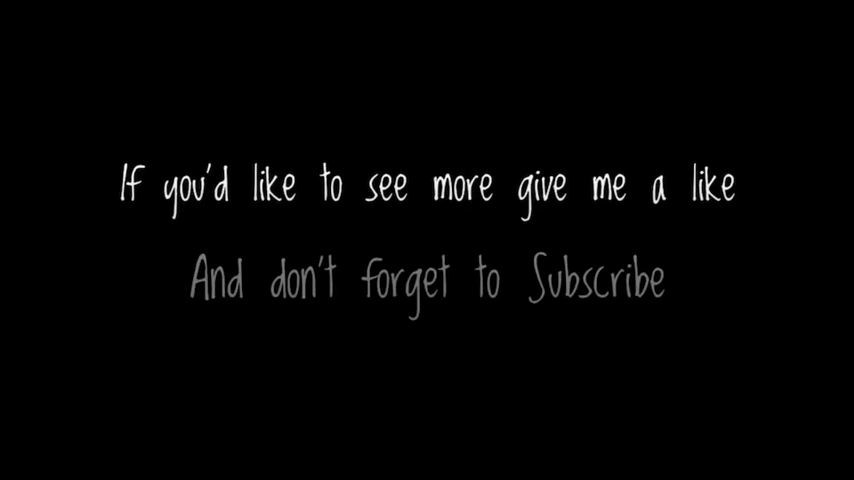 If you'd like to see more give me a like
And don't forget to Subscribe